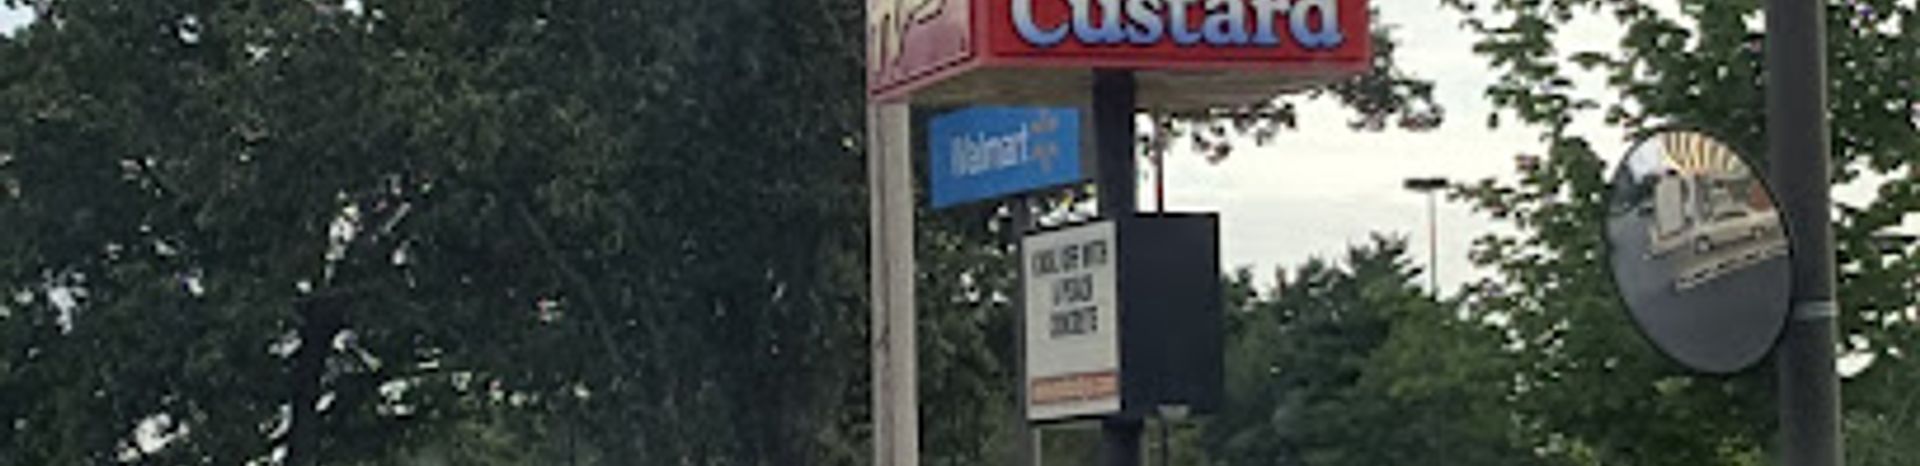 Custard
Walmart
COOL OFF WITH
A PEACH
CONCRETE